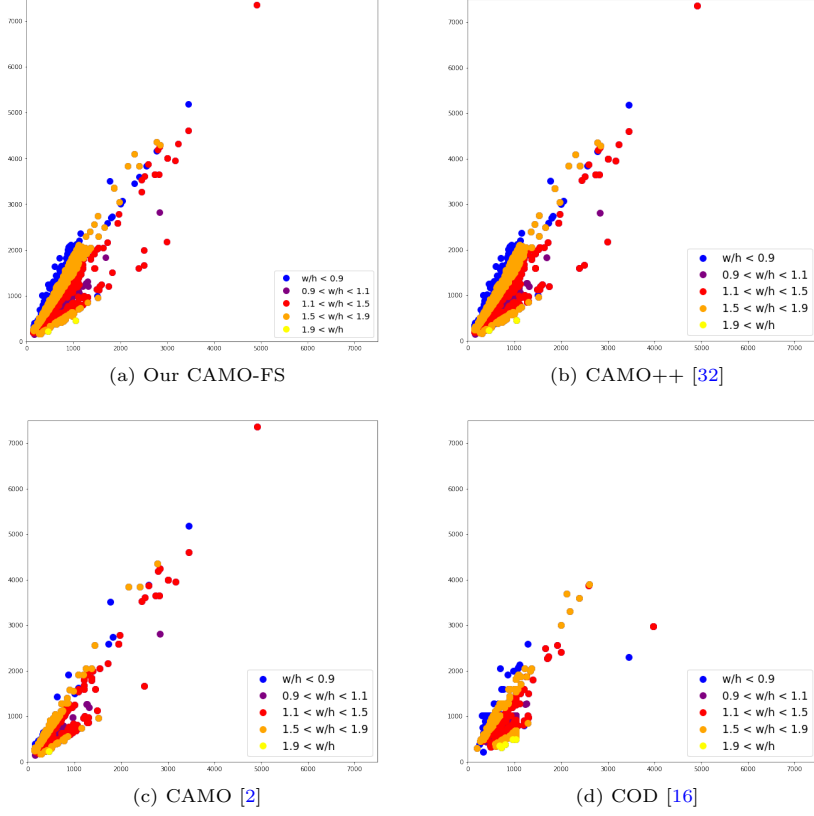 7000
6000
5000
4000
3000
2000
1000
0
0 1000 2000 3000 4000 5000 6000 7000
w/h < 0.9
0.9 < w/h < 1.1
1.1 < w/h < 1.5
1.5 < w/h < 1.9
1.9 < w/h
(a) Our CAMO-FS
7000
6000
5000
4000
3000
2000
1000
0
0 1000 2000 3000 4000 5000 6000 7000
w/h < 0.9
0.9 < w/h < 1.1
1.1 < w/h < 1.5
1.5 < w/h < 1.9
1.9 < w/h
(b) CAMO++ [32]
7000
6000
5000
4000
3000
2000
1000
0
0 1000 2000 3000 4000 5000 6000 7000
w/h < 0.9
0.9 < w/h < 1.1
1.1 < w/h < 1.5
1.5 < w/h < 1.9
1.9 < w/h
(c) CAMO [2]
7000
6000
5000
4000
3000
2000
1000
0
0 1000 2000 3000 4000 5000 6000 7000
w/h < 0.9
0.9 < w/h < 1.1
1.1 < w/h < 1.5
1.5 < w/h < 1.9
1.9 < w/h
(d) COD [16]